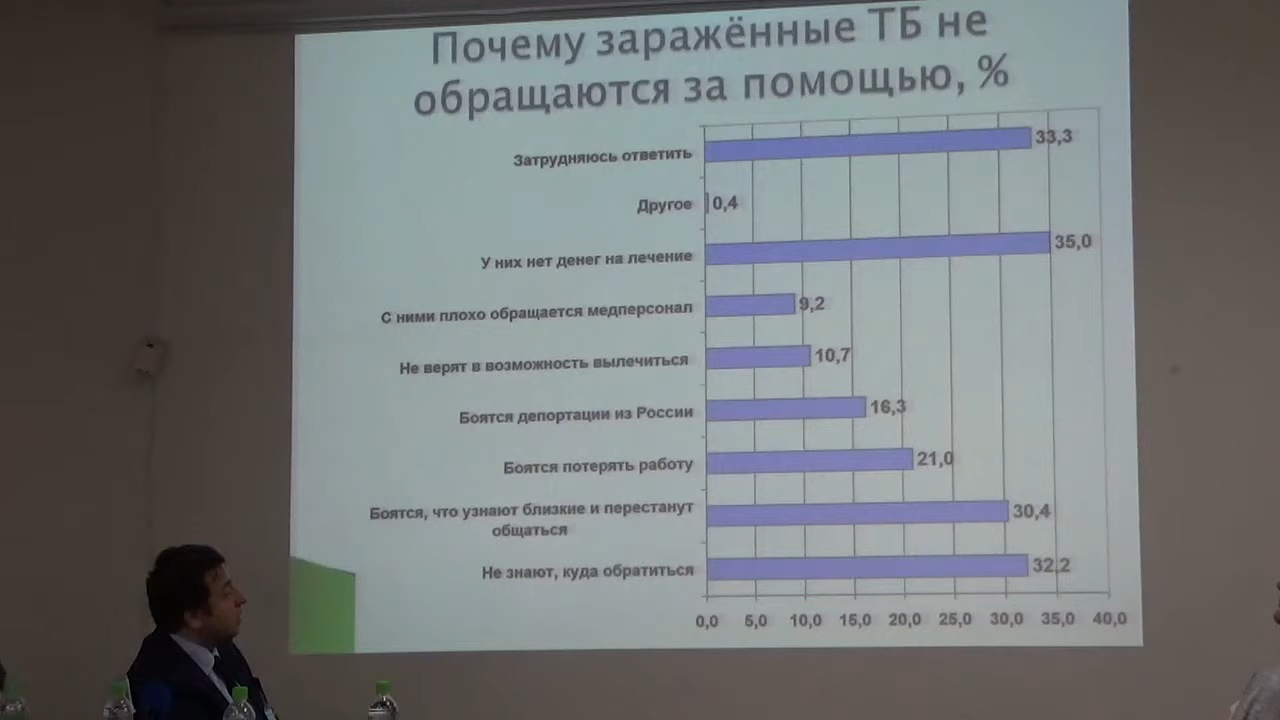 Почему заражённые ТБ не
обращаются за помощью, %
Затрудняюсь ответить
33,3
Другое
0,4
У них нет денег на лечение
35,0
С ними плохо обращается медперсонал
9,2
Не верят в возможность вылечиться
10,7
Боятся депортации из России
16,3
Боятся потерять работу
21,0
Боятся, что узнают близкие и перестанут
общаться
30,4
Не знают, куда обратиться
32,2
0,0 5,0 10,0 15,0 20,0 25,0 30,0 35,0 40,0